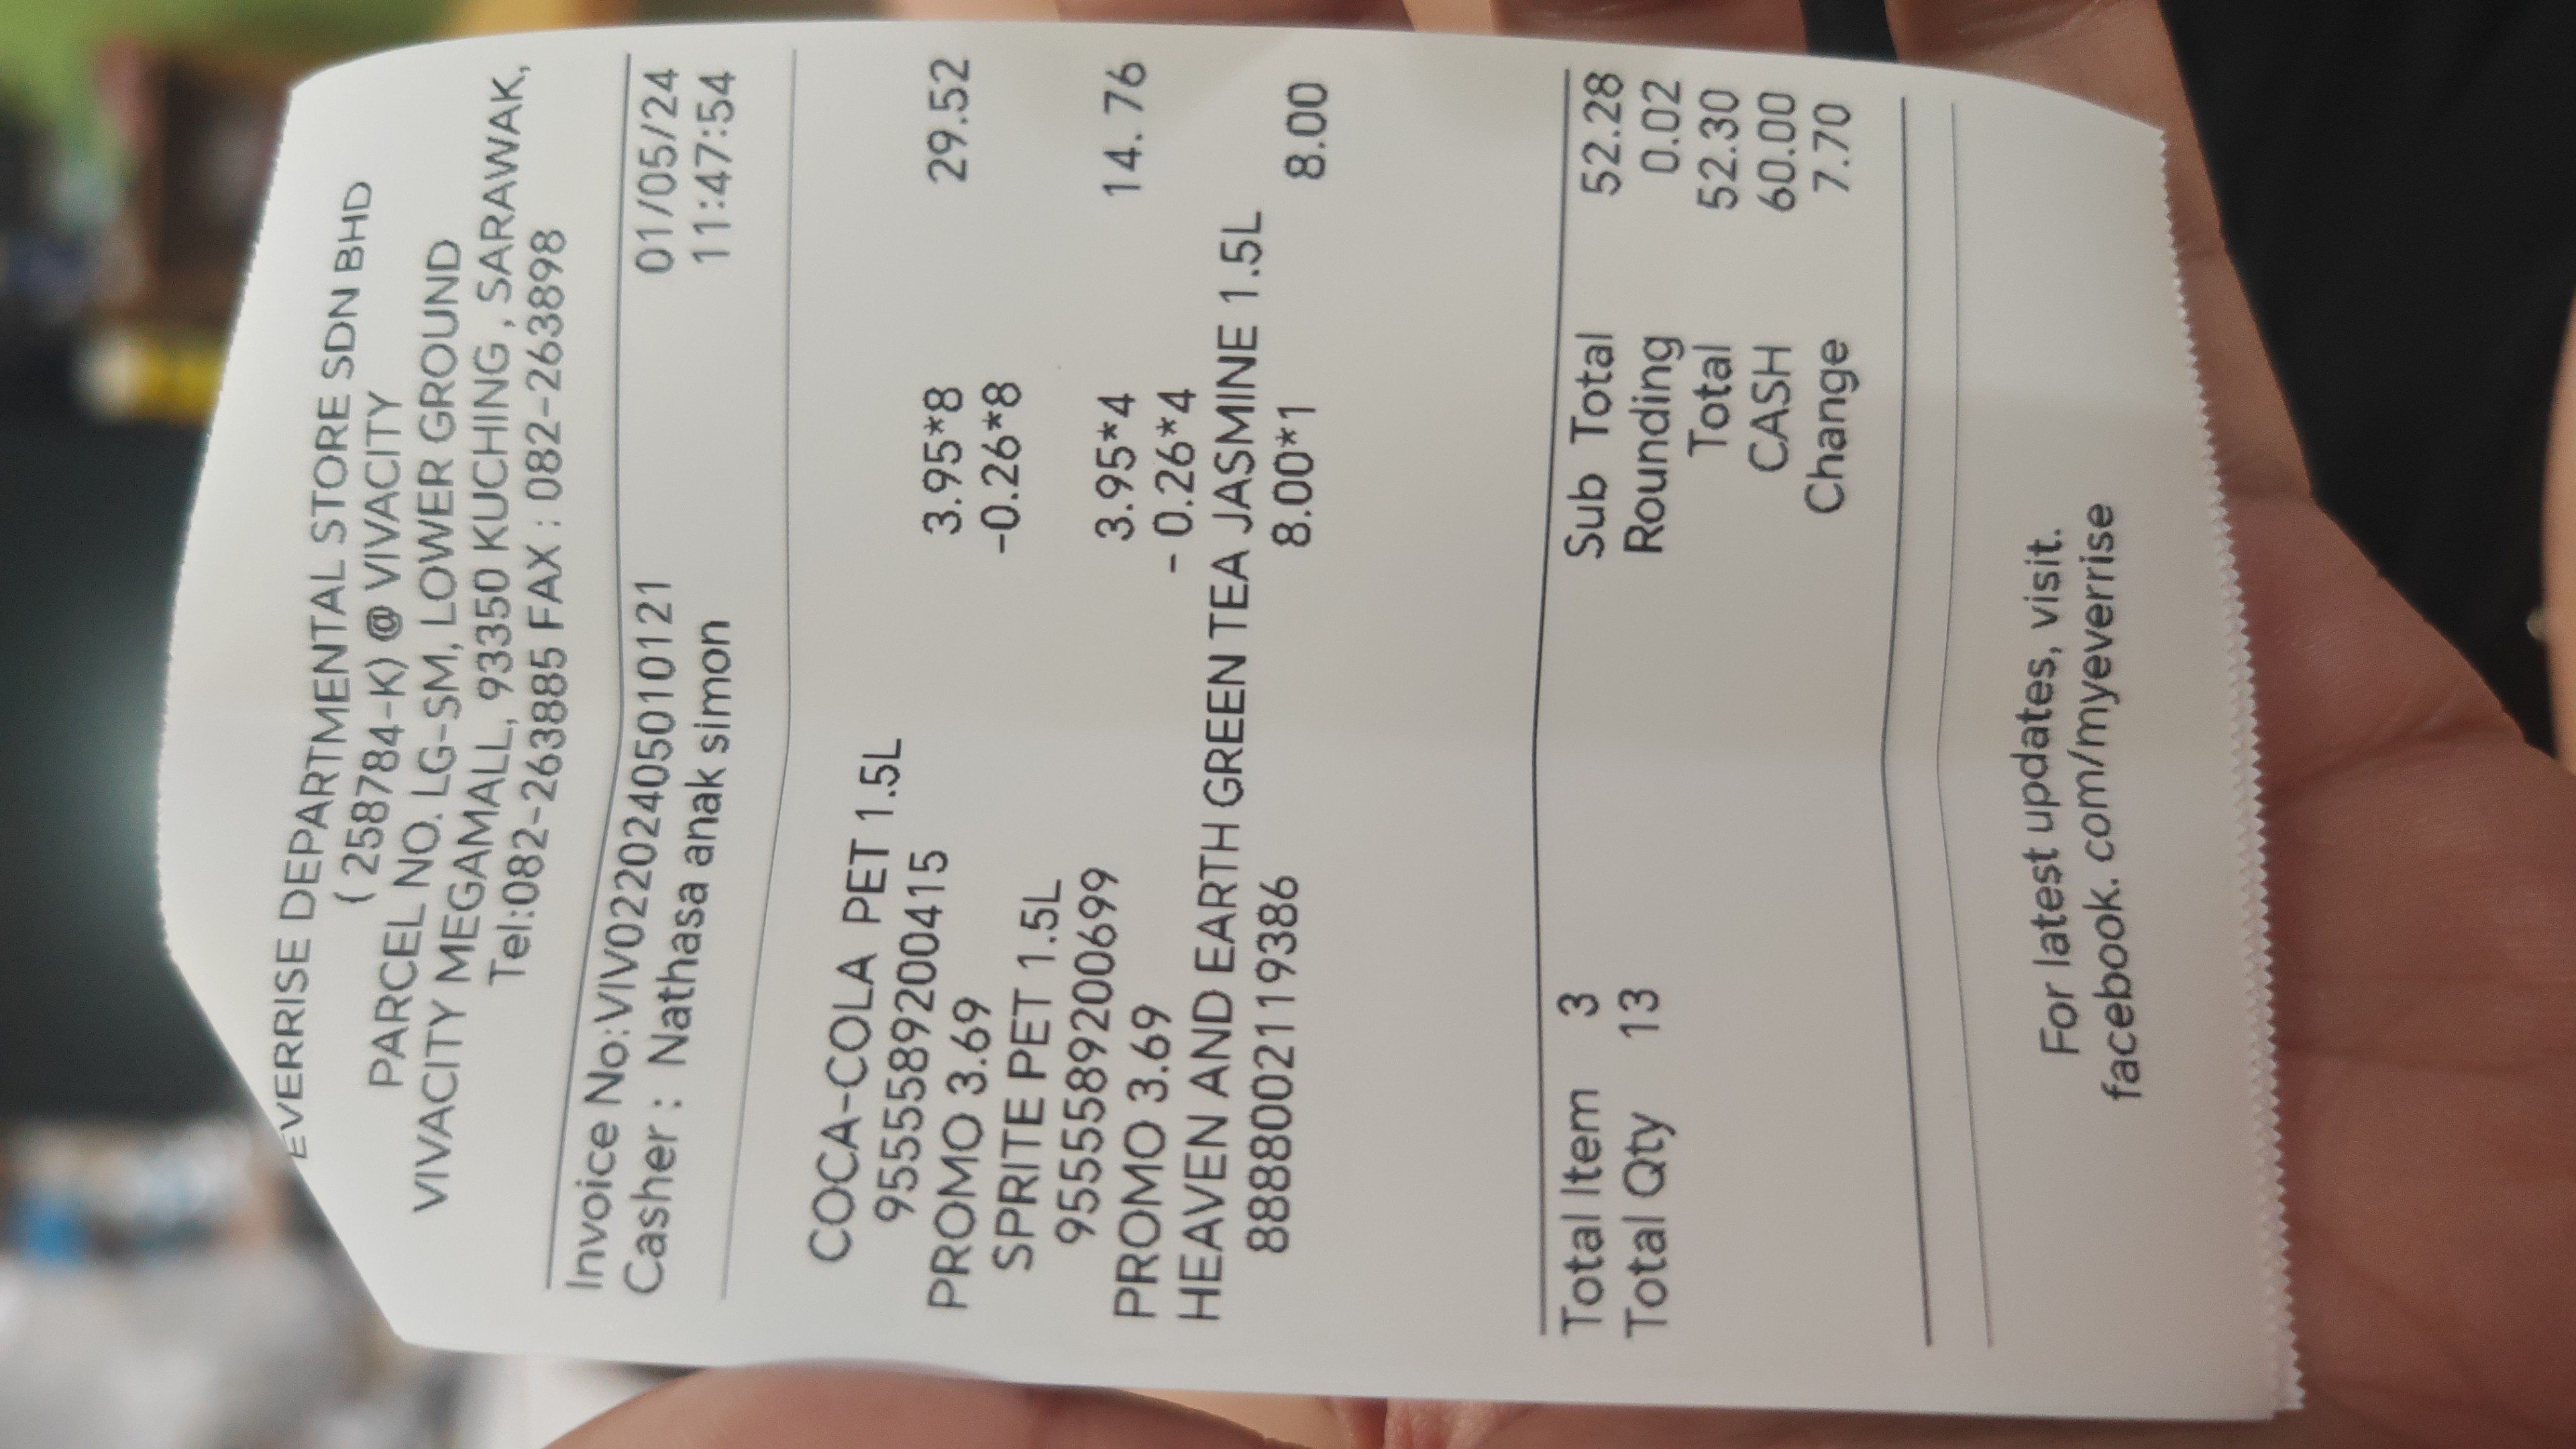 EVERRISE DEPARTMENTAL STORE SDN BHD
( 258784-K) @ VIVACITY
PARCEL NO. LG-SM, LOWER GROUND
VIVACITY MEGAMALL, 93350 KUCHING , SARAWAK,
Tel:082-263885 FAX : 082-263898
Invoice No:VIV02202405010121 01/05/24
Casher : Nathasa anak simon 11:47:54
COCA-COLA PET 1.5L
9555589200415 3.95*8 29.52
PROMO 3.69 -0.26*8
SPRITE PET 1.5L
9555589200699 3.95*4 14. 76
PROMO 3.69 - 0.26*4
HEAVEN AND EARTH GREEN TEA JASMINE 1.5L
8888002119386 8.00*1 8.00
Total Item 3 Sub Total 52.28
Total Qty 13 Rounding 0.02
Total 52.30
CASH 60.00
Change 7.70
For latest updates, visit.
facebook. com/myeverrise